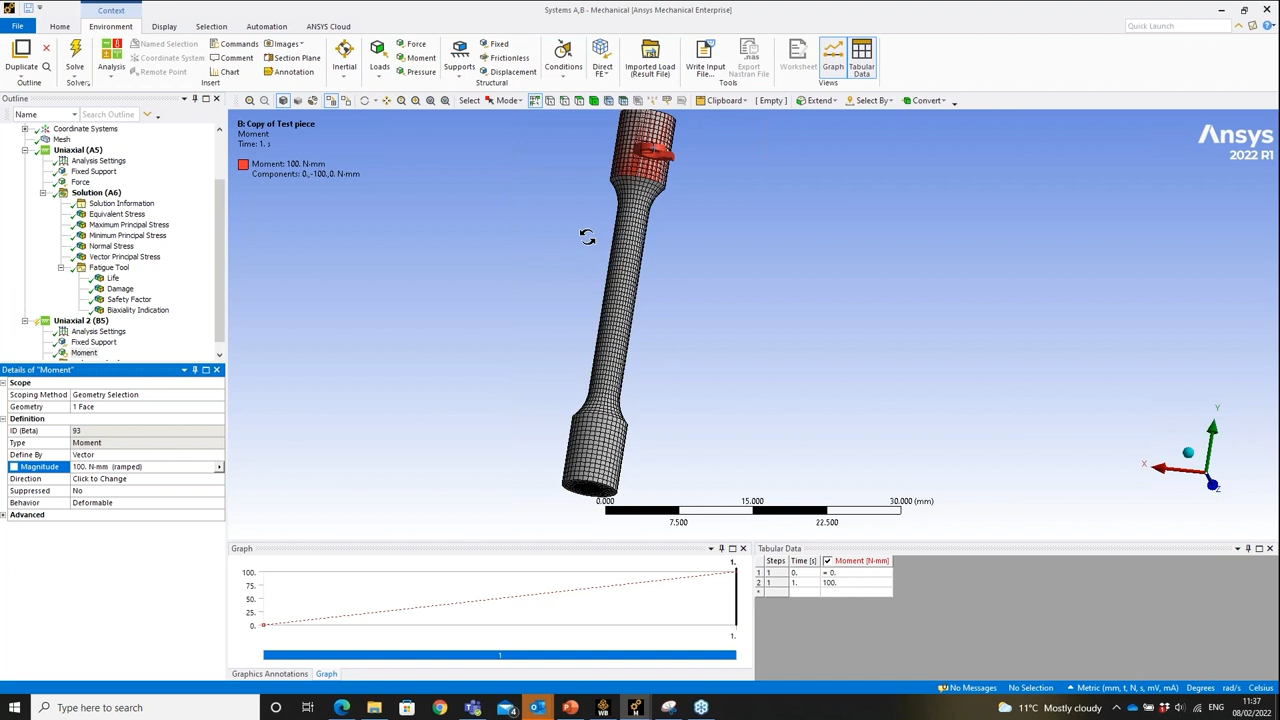 Systems A,B - Mechanical [Ansys Mechanical Enterprise]
Context
File
Home
Environment
Display
Selection
Automation
ANSYS Cloud
Quick Launch
Duplicate
Outline
Solve
Solver
Analysis
Named Selection
Coordinate System
Remote Point
Commands
Comment
Chart
Images
Section Plane
Annotation
Insert
Inertial
Loads
Force
Moment
Pressure
Supports
Fixed
Frictionless
Displacement
Structural
Conditions
Direct
FE
Imported Load
(Result File)
Write Input
File...
Export
Nastran File
Tools
Worksheet
Graph
Tabular
Data
Views
Outline
Name
Search Outline
Select
Mode
Clipboard
[ Empty ]
Extend
Select By
Convert
Coordinate Systems
Mesh
Uniaxial (A5)
Analysis Settings
Fixed Support
Force
Solution (A6)
Solution Information
Equivalent Stress
Maximum Principal Stress
Minimum Principal Stress
Normal Stress
Vector Principal Stress
Fatigue Tool
Life
Damage
Safety Factor
Biaxiality Indication
Uniaxial 2 (B5)
Analysis Settings
Fixed Support
Moment
B: Copy of Test piece
Moment
Time: 1. s
Moment: 100. N·mm
Components: 0.,-100.,0. N·mm
Ansys
2022 R1
Y
X
Z
0.000
15.000
30.000 (mm)
7.500
22.500
Details of "Moment"
Scope
Scoping Method Geometry Selection
Geometry 1 Face
Definition
ID (Beta) 93
Type Moment
Define By Vector
Magnitude 100. N·mm (ramped)
Direction Click to Change
Suppressed No
Behavior Deformable
Advanced
Graph
1.
100.
75.
50.
25.
0.
1.
1
Graphics Annotations
Graph
Tabular Data
Steps Time [s] Moment [N·mm]
1 1 0. = 0.
2 1 1. 100.
*
No Messages
No Selection
Metric (mm, t, N, s, mV, mA)
Degrees
rad/s
Celsius
Type here to search
11°C Mostly cloudy
11:37
08/02/2022